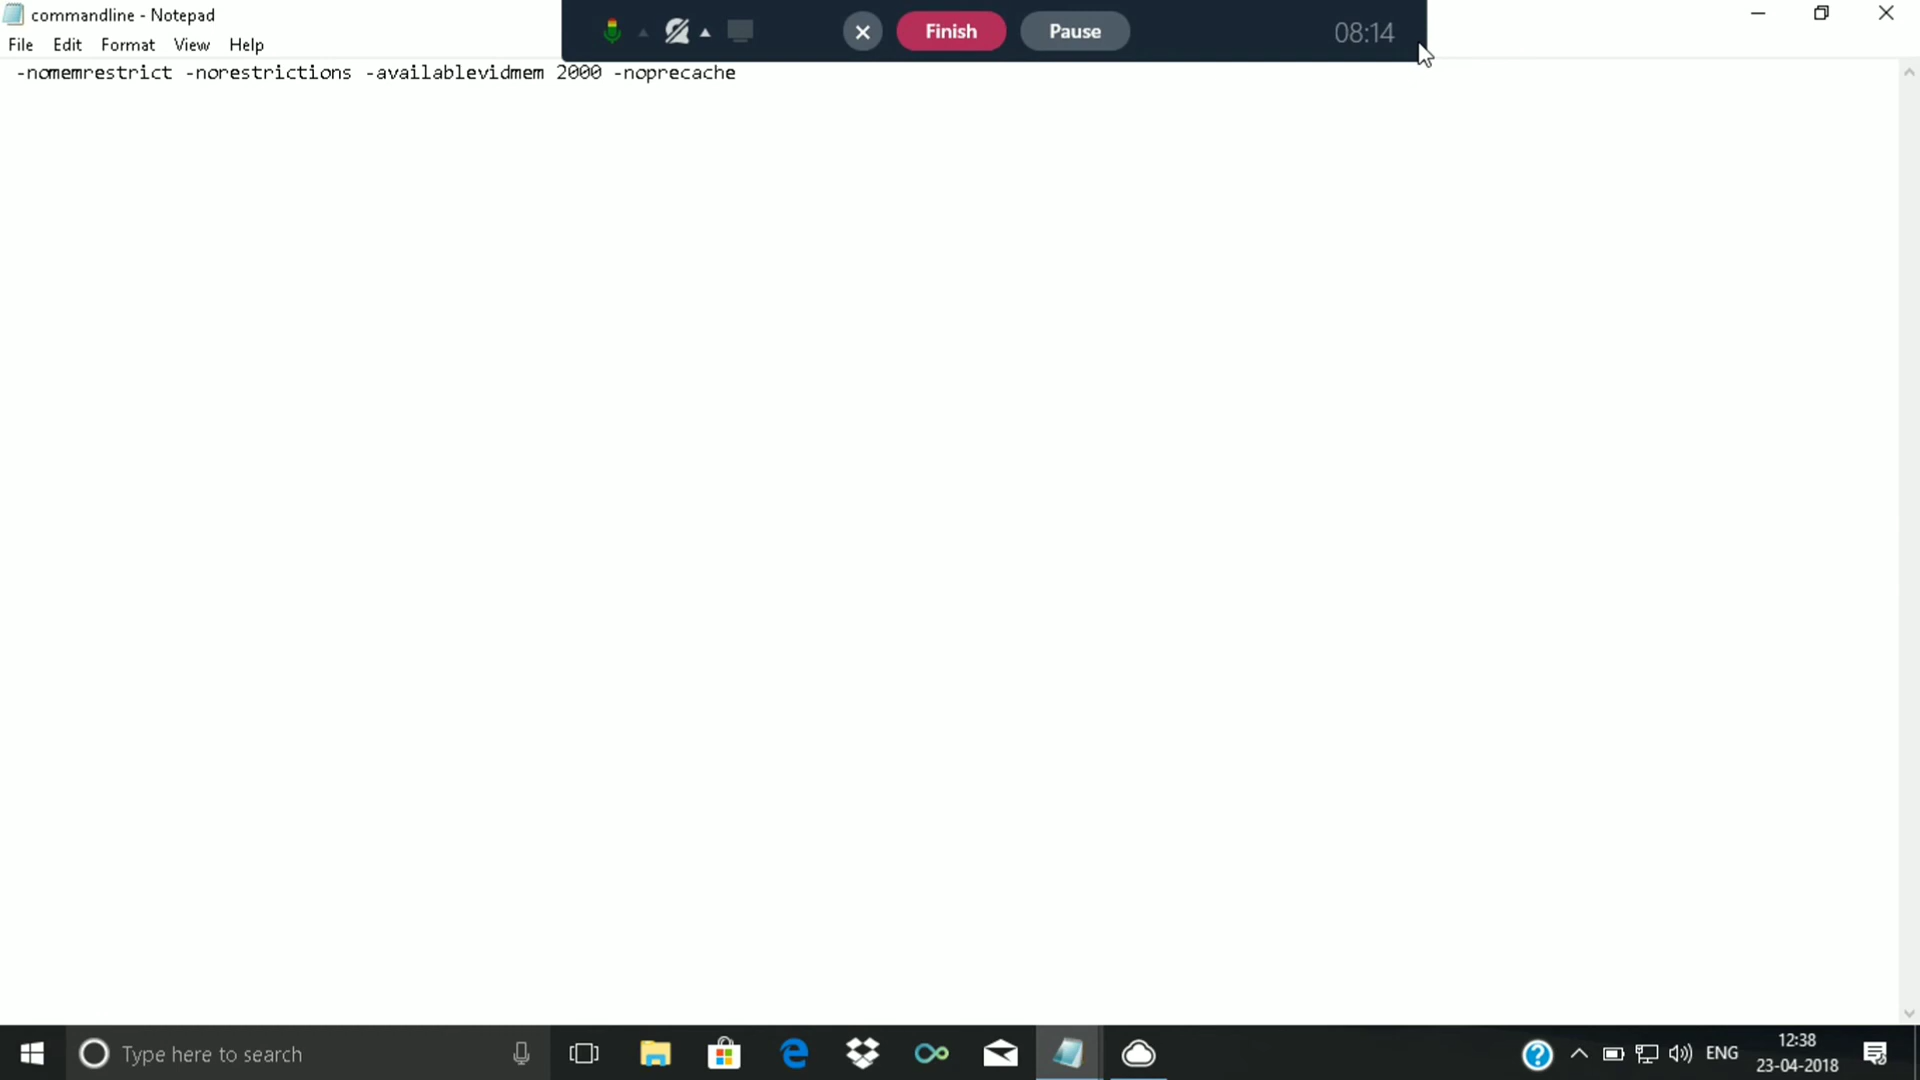 commandline - Notepad
File Edit Format View Help
Finish Pause 08:14
-nomemrestrict -norestrictions -availablevidmem 2000 -noprecache
Type here to search
ENG
12:38
23-04-2018